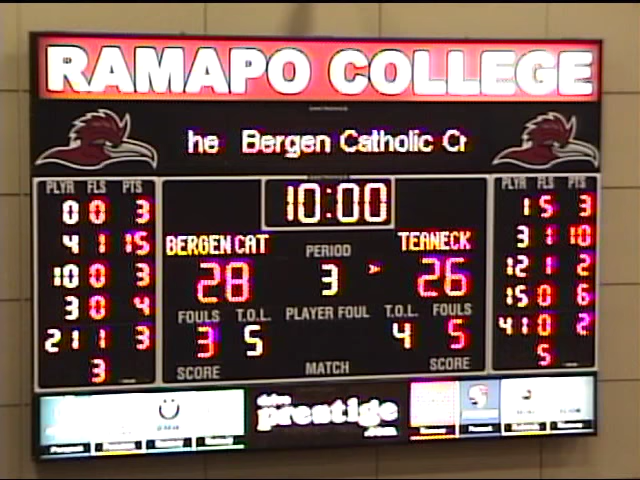 RAMAPO COLLEGE
he Bergen Catholic Cr
PLYR FLS PTS
0 0 3
4 1 15
10 0 3
3 0 4
21 1 3
3
10:00
BERGEN CAT PERIOD TEANECK
28 3 26
FOULS T.O.L. PLAYER FOUL T.O.L. FOULS
3 5 4 5
SCORE MATCH SCORE
PLYR FLS PTS
1 5 3
3 1 10
12 1 2
15 0 6
41 0 2
5
prestige
.com